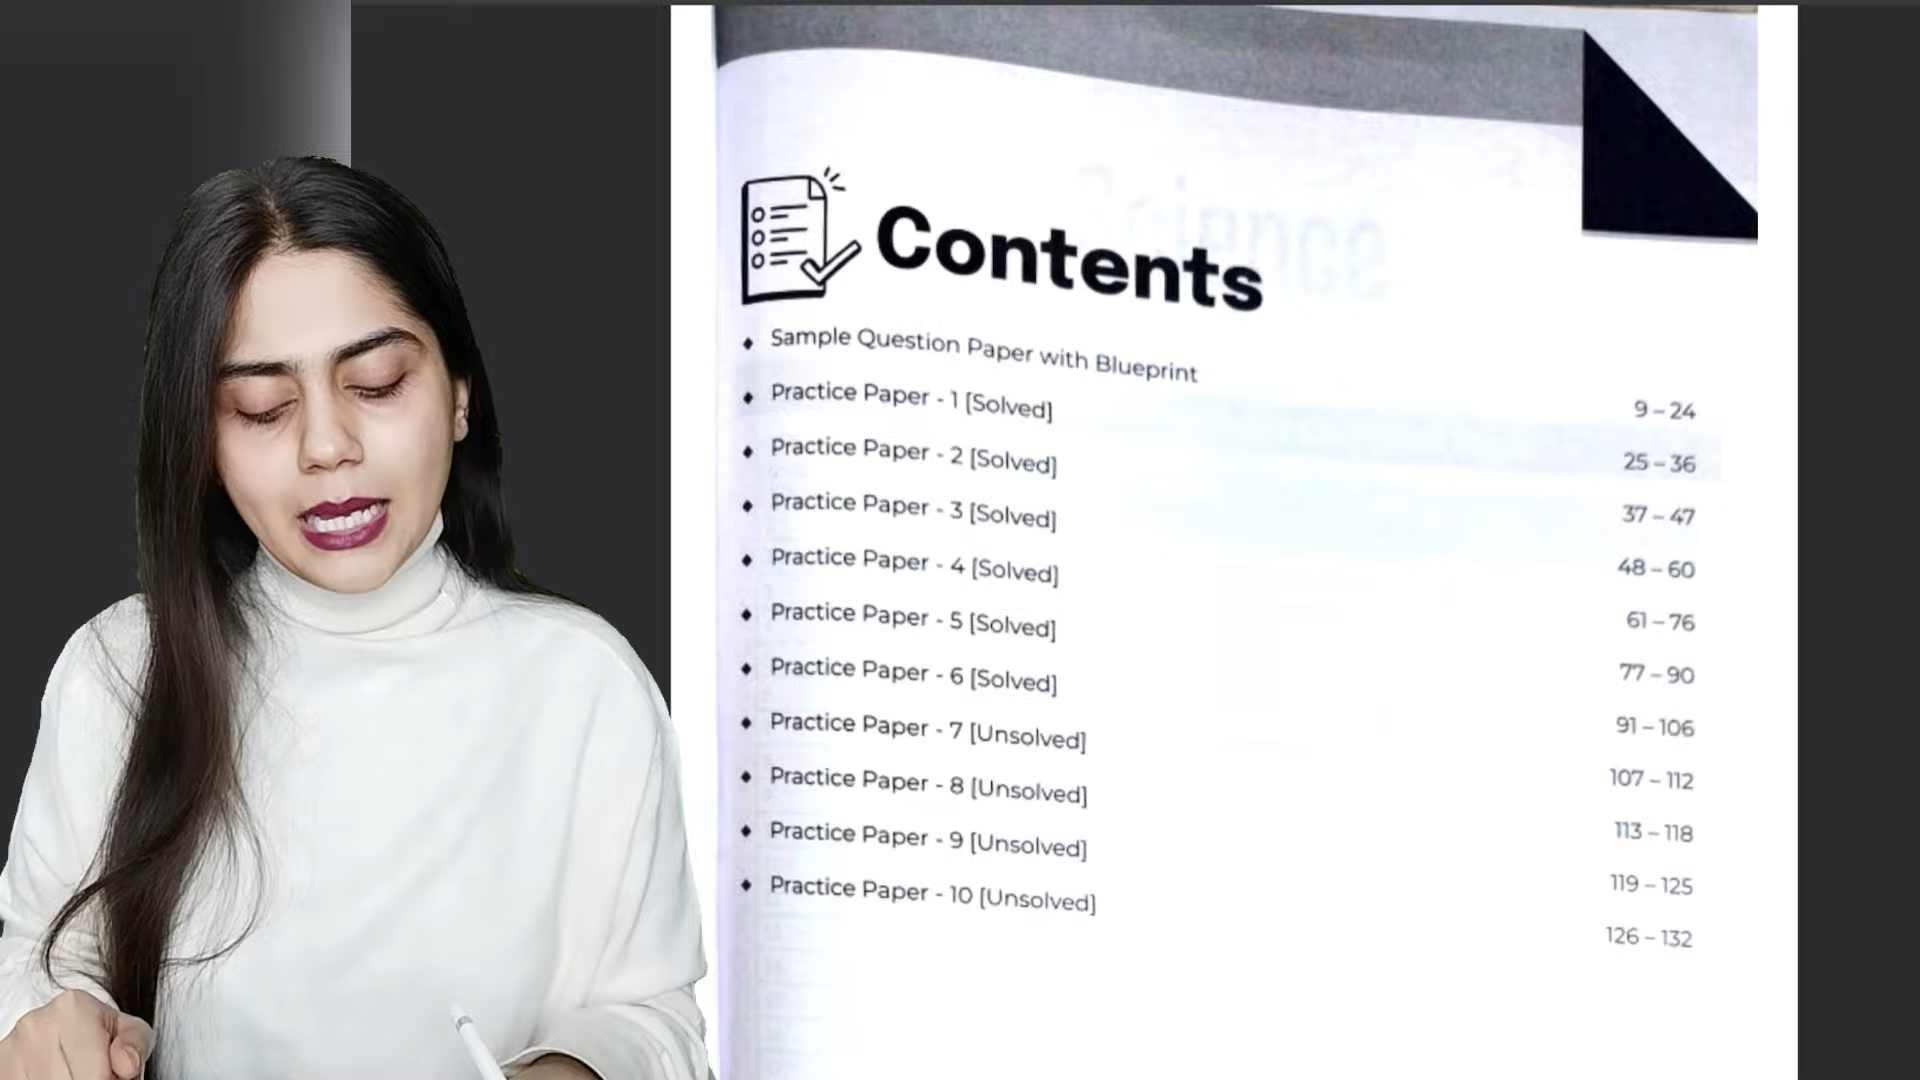 Contents
Sample Question Paper with Blueprint 9 – 24
Practice Paper - 1 [Solved] 25 – 36
Practice Paper - 2 [Solved] 37 – 47
Practice Paper - 3 [Solved] 48 – 60
Practice Paper - 4 [Solved] 61 – 76
Practice Paper - 5 [Solved] 77 – 90
Practice Paper - 6 [Solved] 91 – 106
Practice Paper - 7 [Unsolved] 107 – 112
Practice Paper - 8 [Unsolved] 113 – 118
Practice Paper - 9 [Unsolved] 119 – 125
Practice Paper - 10 [Unsolved] 126 – 132